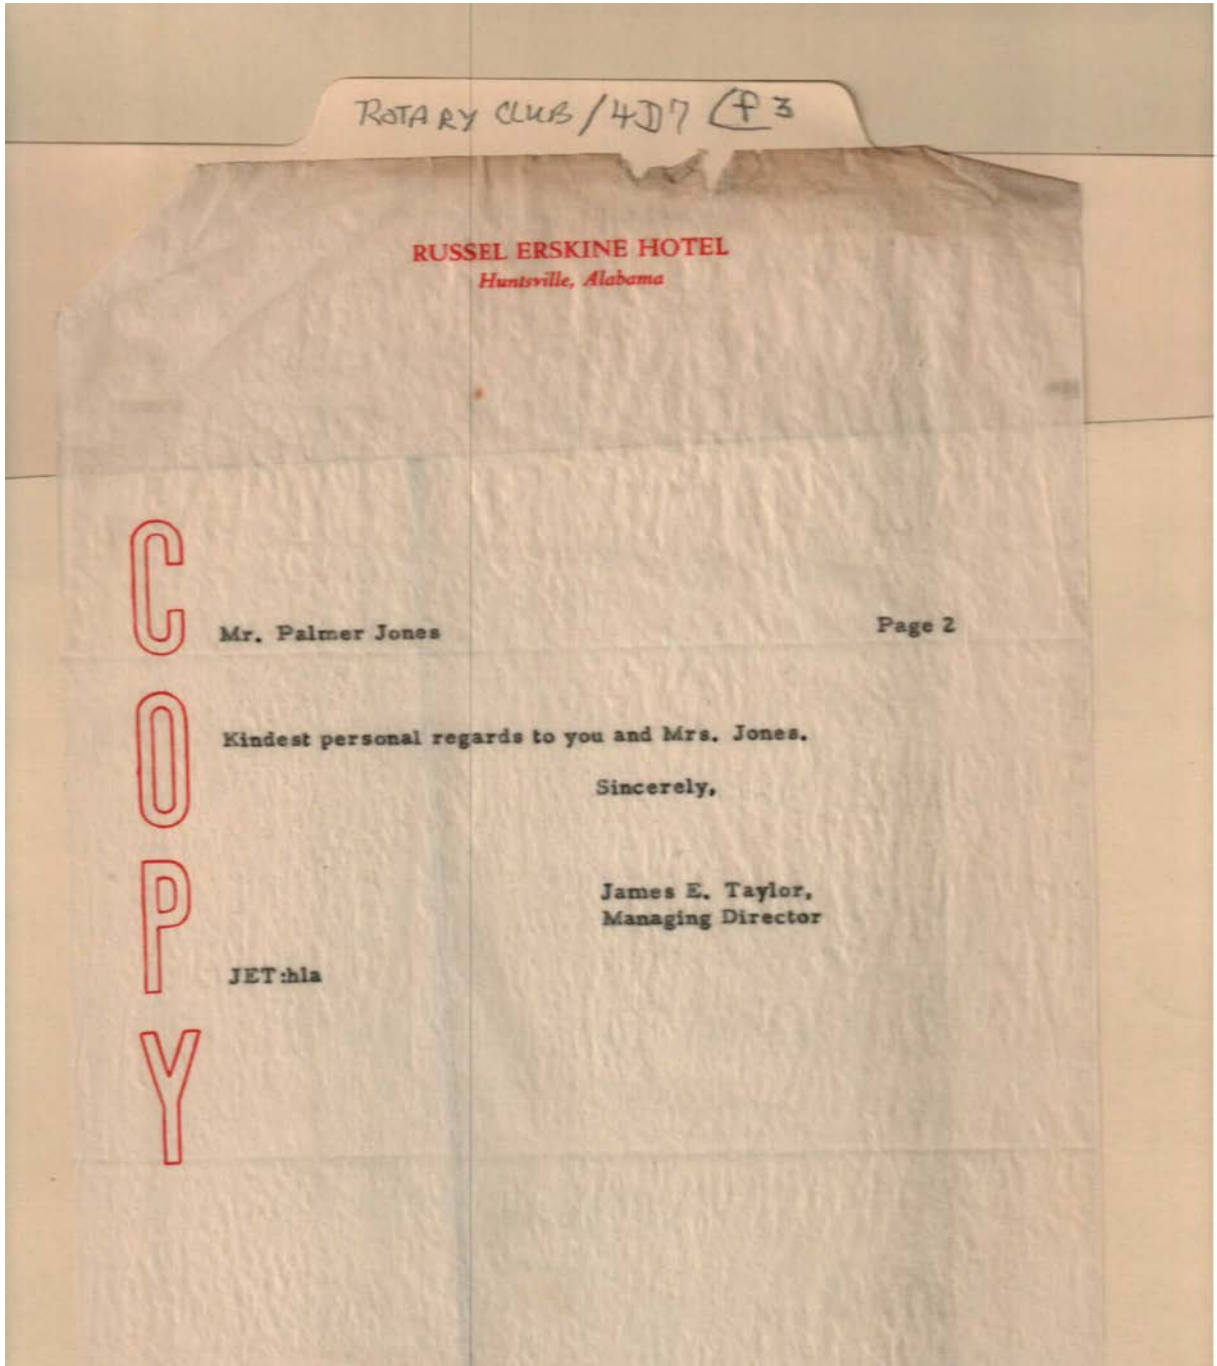 ROTARY CLUB / 4D7
RUSSEL ERSKINE HOTEL
Huntsville, Alabama
COPY
Mr. Palmer Jones Page 2
Kindest personal regards to you and Mrs. Jones.
Sincerely,
James E. Taylor,
Managing Director
JET:hla